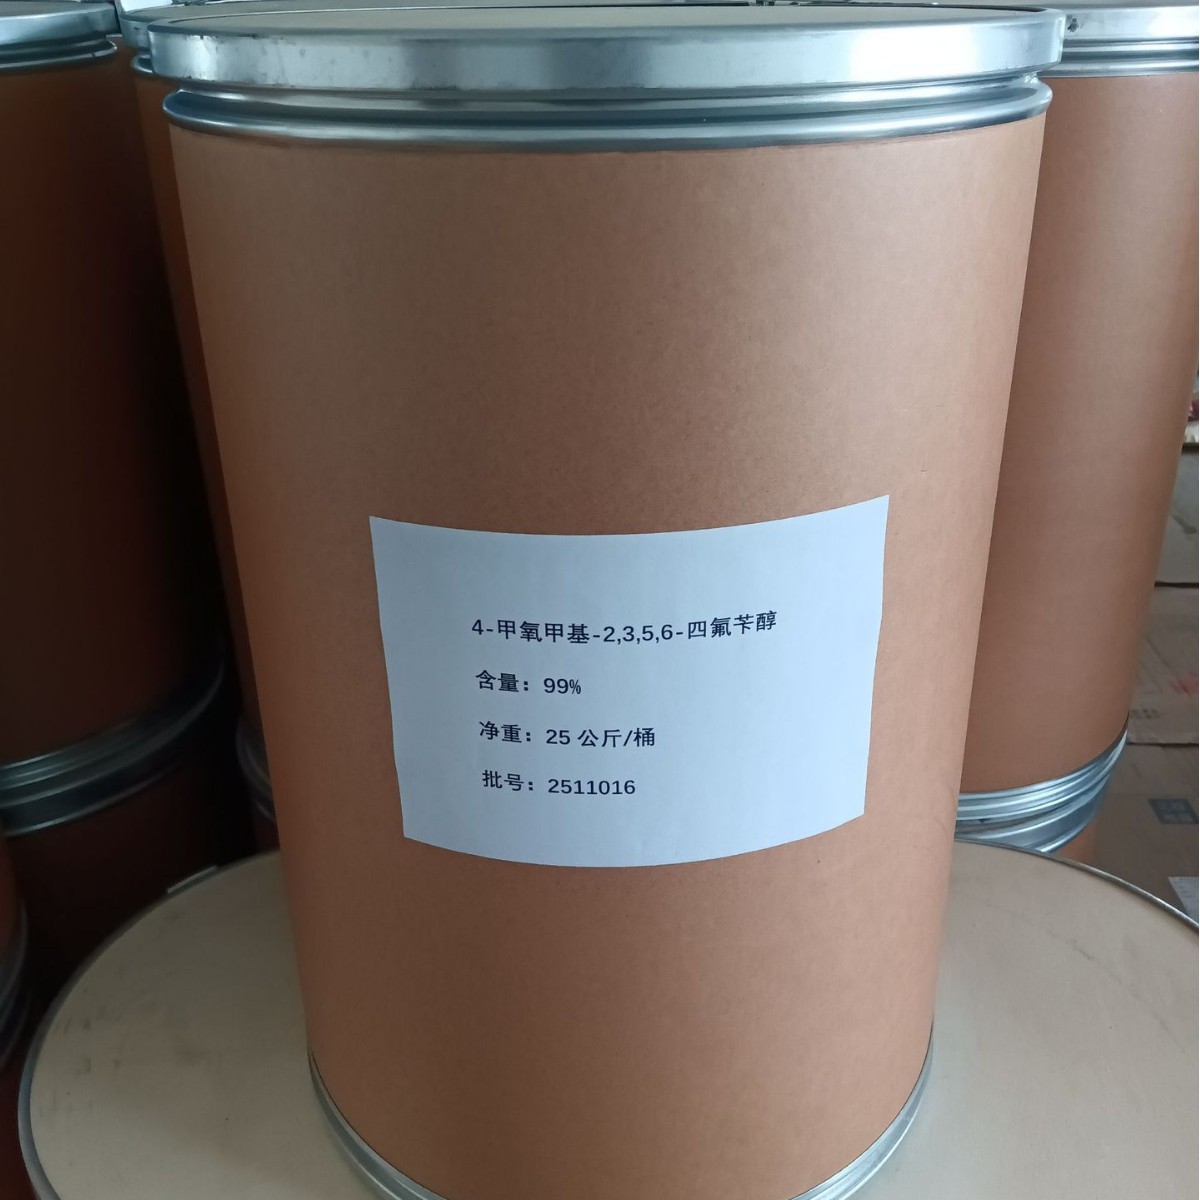 4-甲氧甲基-2,3,5,6-四氟苄醇
含量：99%
净重：25 公斤/桶
批号：2511016